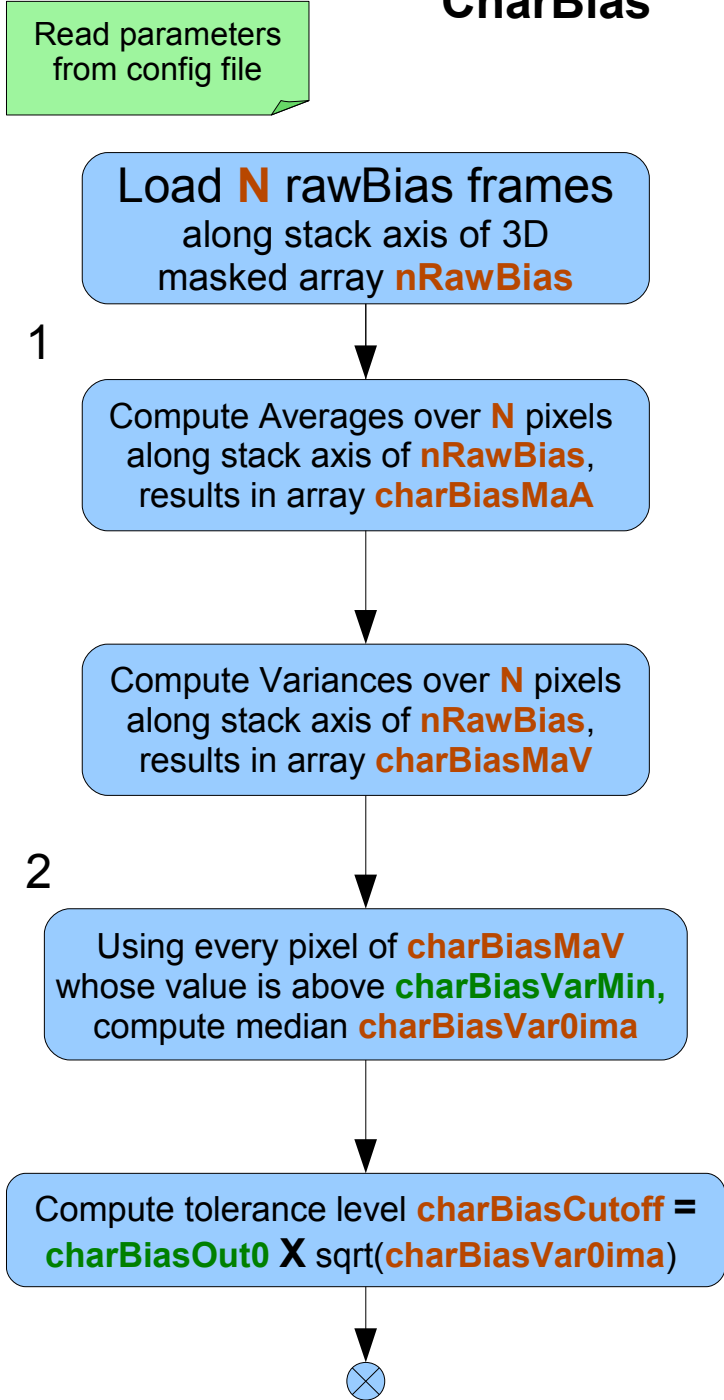 CharBias
Read parameters
from config file
Load N rawBias frames
along stack axis of 3D
masked array nRawBias
1
Compute Averages over N pixels
along stack axis of nRawBias,
results in array charBiasMaA
Compute Variances over N pixels
along stack axis of nRawBias,
results in array charBiasMaV
2
Using every pixel of charBiasMaV
whose value is above charBiasVarMin,
compute median charBiasVar0ima
Compute tolerance level charBiasCutoff =
charBiasOut0 X sqrt(charBiasVar0ima)